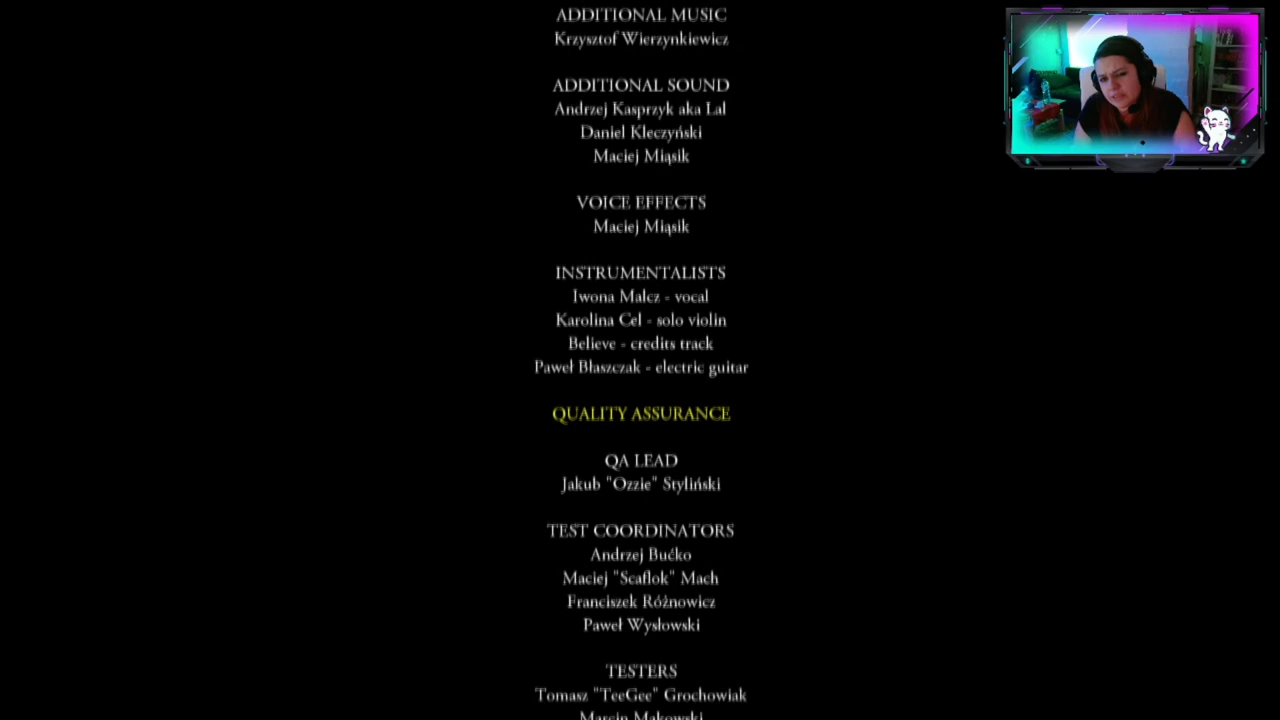 ADDITIONAL MUSIC
Krzysztof Wierzynkiewicz
ADDITIONAL SOUND
Andrzej Kasprzyk aka Lal
Daniel Kleczyński
Maciej Miąsik
VOICE EFFECTS
Maciej Miąsik
INSTRUMENTALISTS
Iwona Malcz - vocal
Karolina Cel - solo violin
Believe - credits track
Paweł Błaszczak - electric guitar
QUALITY ASSURANCE
QA LEAD
Jakub "Ozzie" Styliński
TEST COORDINATORS
Andrzej Bućko
Maciej "Scaflok" Mach
Franciszek Różnowicz
Paweł Wysłowski
TESTERS
Tomasz "TeeGee" Grochowiak
Marcin Makowski